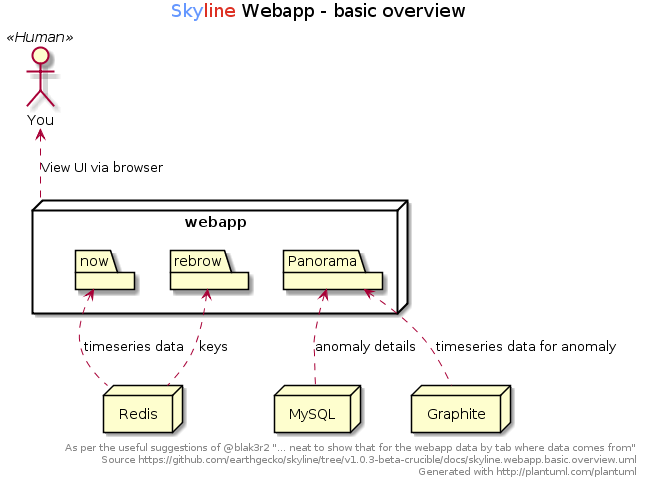 Skyline Webapp - basic overview
«Human»
You
View UI via browser
webapp
now
rebrow
Panorama
timeseries data
keys
anomaly details
timeseries data for anomaly
Redis
MySQL
Graphite
As per the useful suggestions of @blak3r2 "... neat to show that for the webapp data by tab where data comes from"
Source https://github.com/earthgecko/skyline/tree/v1.0.3-beta-crucible/docs/skyline.webapp.basic.overview.uml
Generated with http://plantuml.com/plantuml